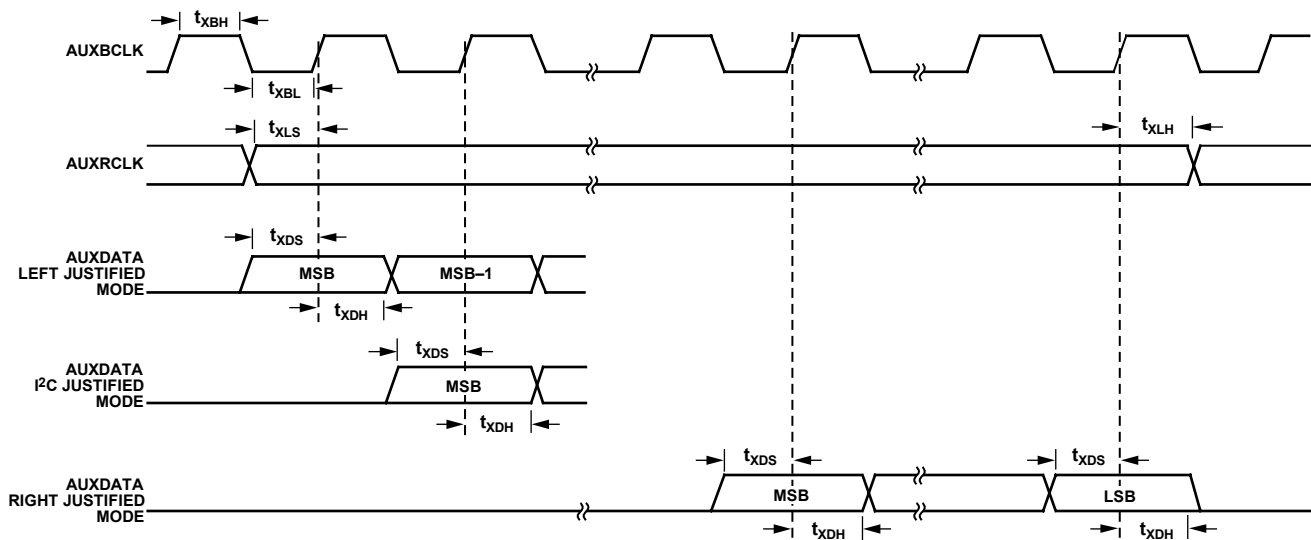 tXBH
AUXBCLK
tXBL
tXLS
tXLH
AUXRCLK
tXDS
AUXDATA
LEFT JUSTIFIED
MODE
MSB
MSB–1
tXDH
tXDS
AUXDATA
I²C JUSTIFIED
MODE
MSB
tXDH
tXDS
tXDS
AUXDATA
RIGHT JUSTIFIED
MODE
MSB
LSB
tXDH
tXDH